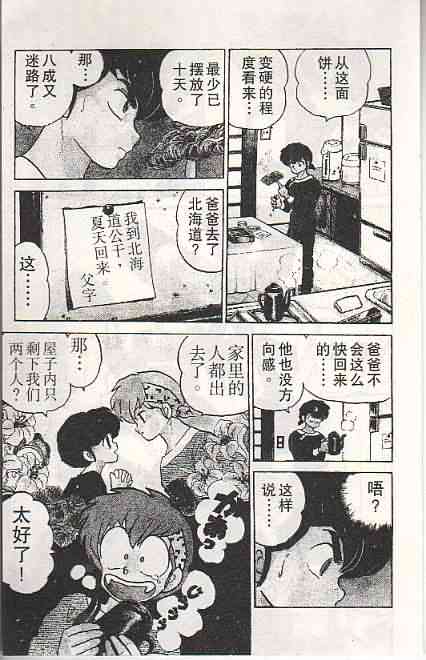 从这面
饼……
变硬的程
度看来…
最少已
摆放了
十天。
那…
八成又
迷路了。
爸爸去了
北海道？
我到北海
道公干，
夏天回来。
父字
这……
爸爸不
会这么
快回来
的……
他也没方
向感。
唔？
这样
说……
家里的
人都出
去了。
那…
屋子内只
剩下我们
两个人？
太好了！